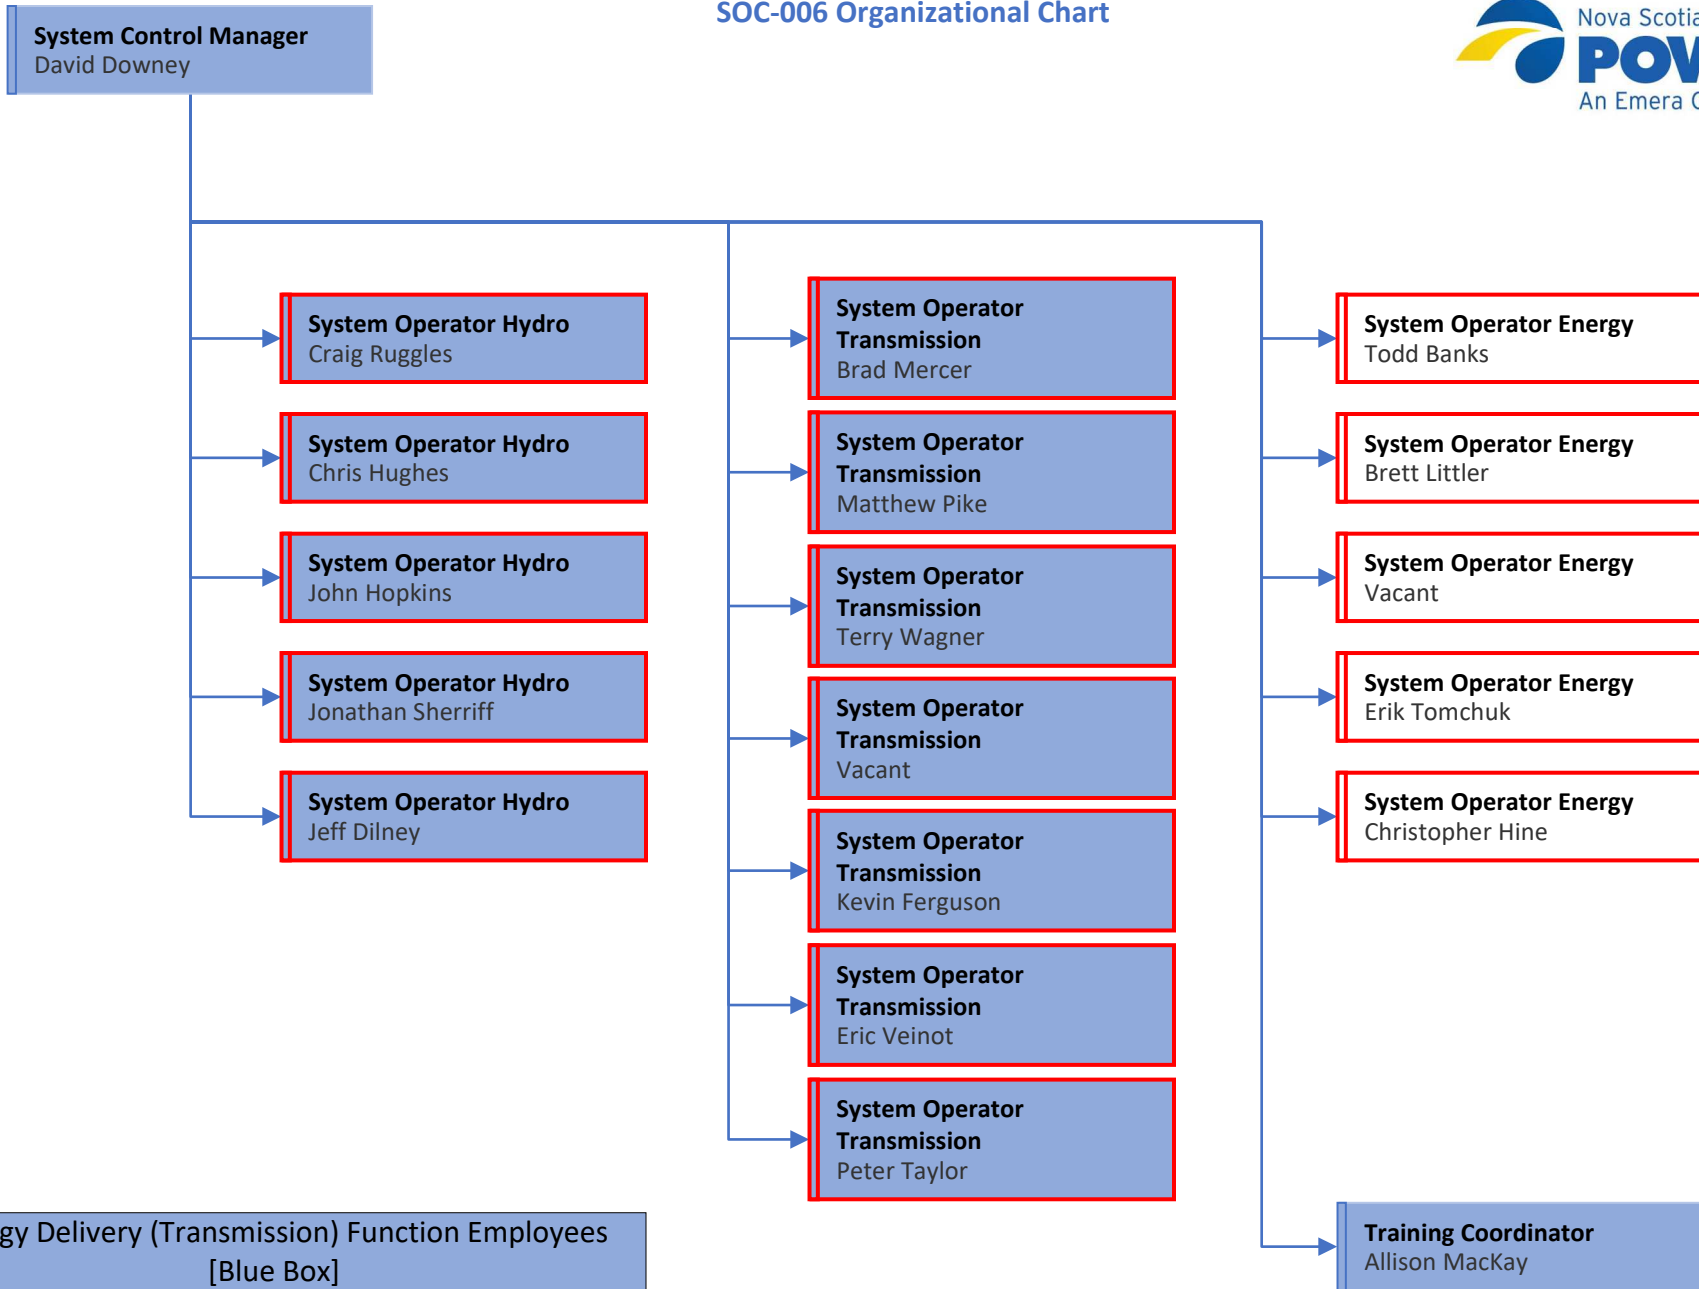 SOC-006 Organizational Chart
Nova Scotia
An Emera
System Control Manager
David Downey
System Operator Hydro
Craig Ruggles
System Operator Hydro
Chris Hughes
System Operator Hydro
John Hopkins
System Operator Hydro
Jonathan Sherriff
System Operator Hydro
Jeff Dilney
System Operator
Transmission
Brad Mercer
System Operator
Transmission
Matthew Pike
System Operator
Transmission
Terry Wagner
System Operator
Transmission
Vacant
System Operator
Transmission
Kevin Ferguson
System Operator
Transmission
Eric Veinot
System Operator
Transmission
Peter Taylor
System Operator Energy
Todd Banks
System Operator Energy
Brett Littler
System Operator Energy
Vacant
System Operator Energy
Erik Tomchuk
System Operator Energy
Christopher Hine
Training Coordinator
Allison MacKay
gy Delivery (Transmission) Function Employees
[Blue Box]